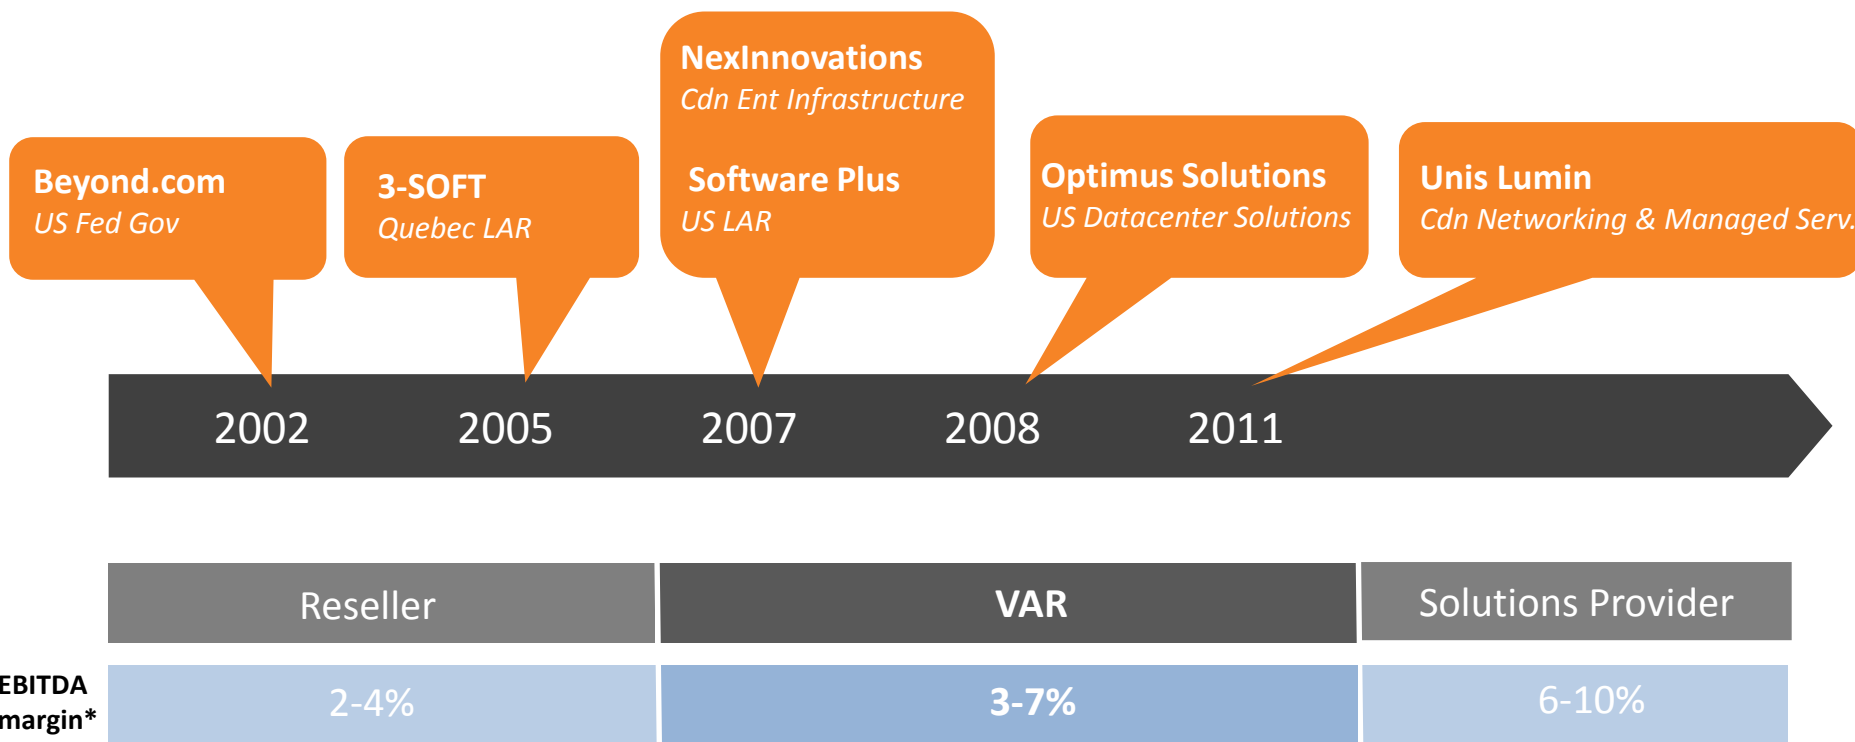 NexInnovations
Cdn Ent Infrastructure
Software Plus
US LAR
Beyond.com
US Fed Gov
3-SOFT
Quebec LAR
Optimus Solutions
US Datacenter Solutions
Unis Lumin
Cdn Networking & Managed Serv.
2002
2005
2007
2008
2011
Reseller
VAR
Solutions Provider
EBITDA
margin*
2-4%
3-7%
6-10%